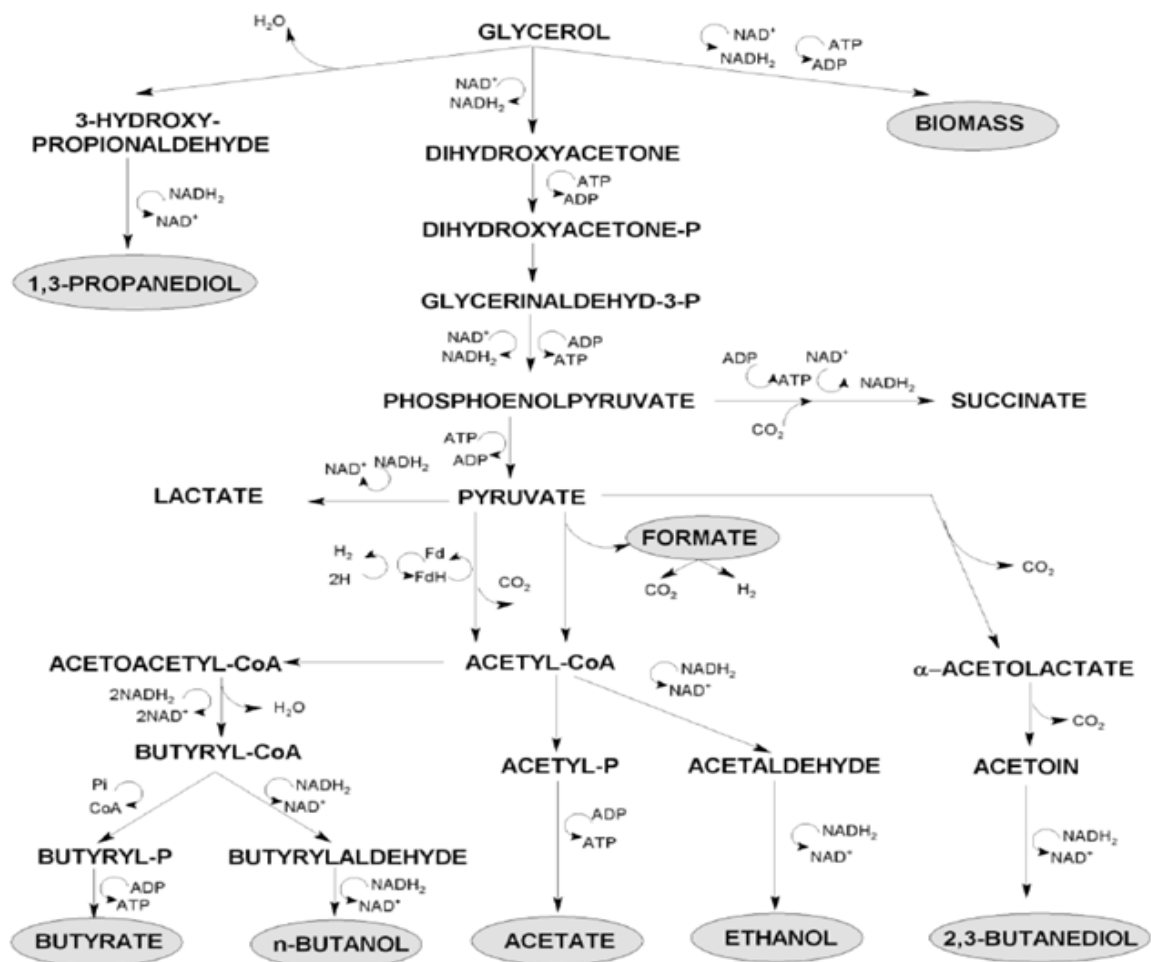 GLYCEROL
H₂O
NAD⁺
NADH₂
ATP
ADP
NAD⁺
NADH₂
3-HYDROXY-
PROPIONALDEHYDE
BIOMASS
DIHYDROXYACETONE
NADH₂
NAD⁺
ATP
ADP
DIHYDROXYACETONE-P
1,3-PROPANEDIOL
GLYCERINALDEHYD-3-P
NAD⁺
NADH₂
ADP
ATP
PHOSPHOENOLPYRUVATE
ADP
ATP
NAD⁺
NADH₂
CO₂
SUCCINATE
ATP
ADP
NAD⁺
NADH₂
LACTATE
PYRUVATE
FORMATE
H₂
2H
Fd
FdH
CO₂
CO₂
H₂
CO₂
ACETOACETYL-CoA
ACETYL-CoA
α–ACETOLACTATE
2NADH₂
2NAD⁺
H₂O
NADH₂
NAD⁺
CO₂
BUTYRYL-CoA
ACETYL-P
ACETALDEHYDE
ACETOIN
Pi
CoA
NADH₂
NAD⁺
ADP
ATP
NADH₂
NAD⁺
NADH₂
NAD⁺
BUTYRYL-P
BUTYRYLALDEHYDE
ADP
ATP
NADH₂
NAD⁺
BUTYRATE
n-BUTANOL
ACETATE
ETHANOL
2,3-BUTANEDIOL